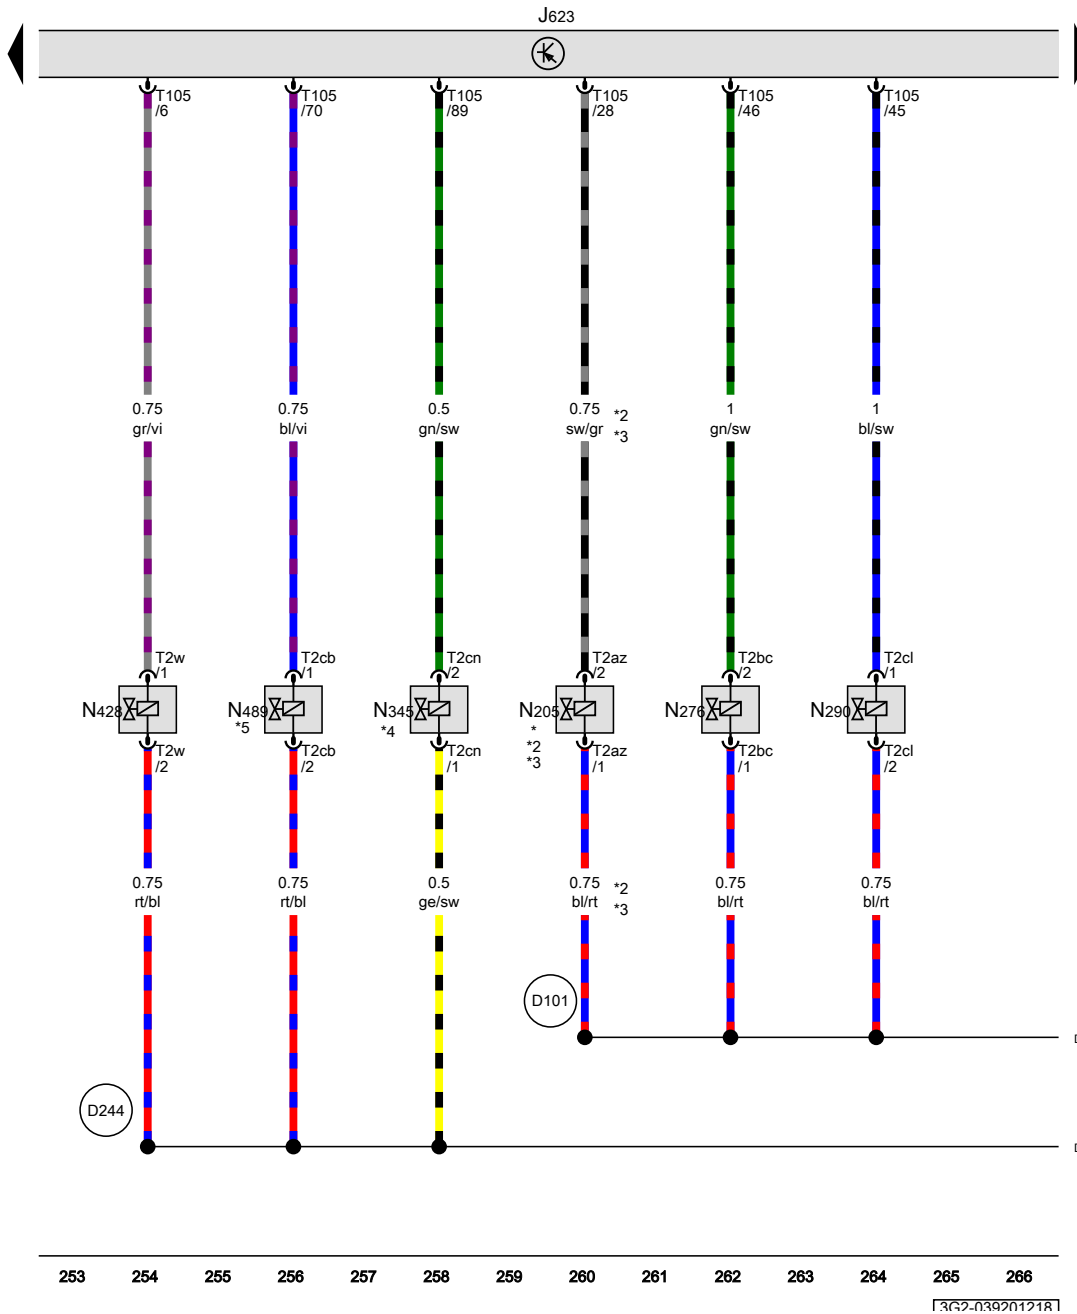 J623
T105 T105 T105 T105 T105 T105
/6 /70 /89 /28 /46 /45
0.75 0.75 0.5 0.75 *2 1 1
gr/vi bl/vi gn/sw sw/gr *3 gn/sw bl/sw
T2w T2cb T2cn T2az T2bc T2cl
/1 /1 /2 /2 /2 /1
N428 N489 N345 N205 N276 N290
*5 *4 *
*2
*3
T2w T2cb T2cn T2az T2bc T2cl
/2 /2 /1 /1 /1 /2
0.75 0.75 0.5 0.75 *2 0.75 0.75
rt/bl rt/bl ge/sw bl/rt *3 bl/rt bl/rt
D101
D244
253 254 255 256 257 258 259 260 261 262 263 264 265 266
3G2-039201218